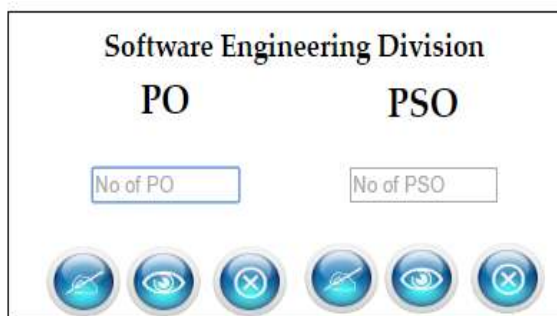 Software Engineering Division
PO PSO
No of PO No of PSO